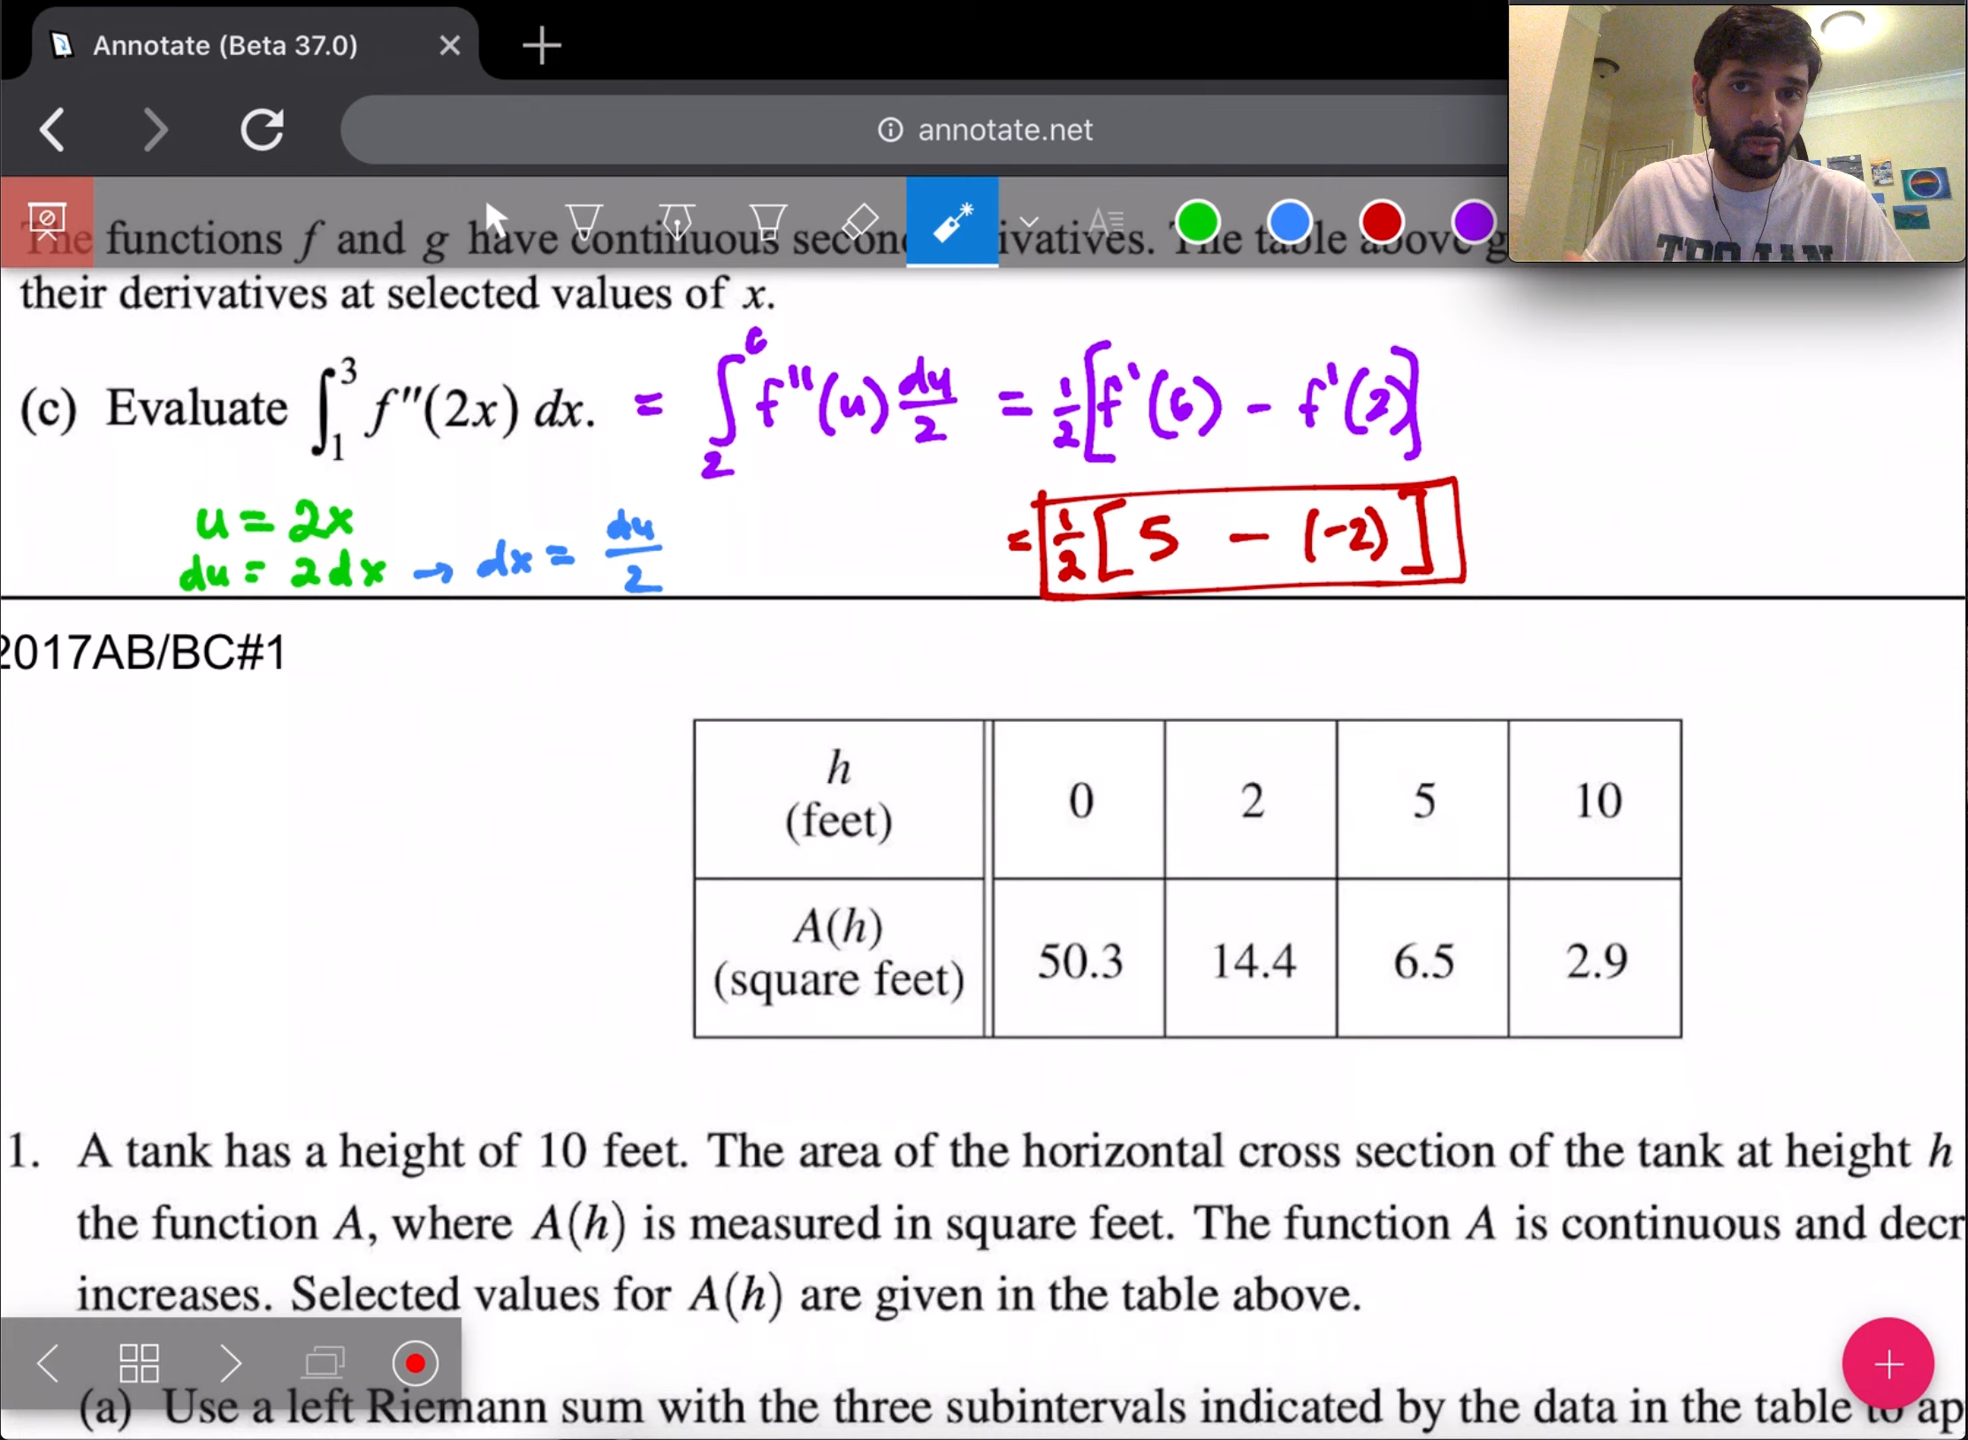 Annotate (Beta 37.0)
annotate.net
The functions f and g have continuous second derivatives. The table above g
TROJAN
their derivatives at selected values of x.
(c) Evaluate ∫₁³ f''(2x) dx. = ∫₂⁶ f''(u) du/2 = 1/2[f'(6) - f'(2)]
u = 2x
du = 2dx → dx = du/2
= 1/2[5 - (-2)]
2017AB/BC#1
h (feet) 0 2 5 10
A(h) (square feet) 50.3 14.4 6.5 2.9
1. A tank has a height of 10 feet. The area of the horizontal cross section of the tank at height h
the function A, where A(h) is measured in square feet. The function A is continuous and decr
increases. Selected values for A(h) are given in the table above.
(a) Use a left Riemann sum with the three subintervals indicated by the data in the table to ap